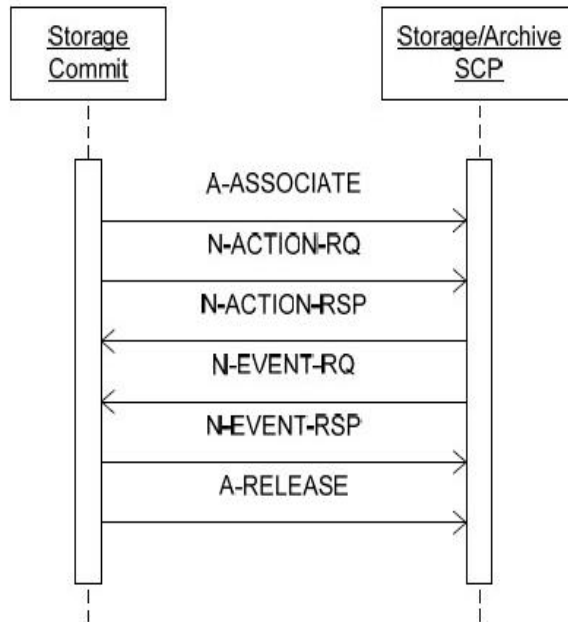 Storage
Commit
Storage/Archive
SCP
A-ASSOCIATE
N-ACTION-RQ
N-ACTION-RSP
N-EVENT-RQ
N-EVENT-RSP
A-RELEASE